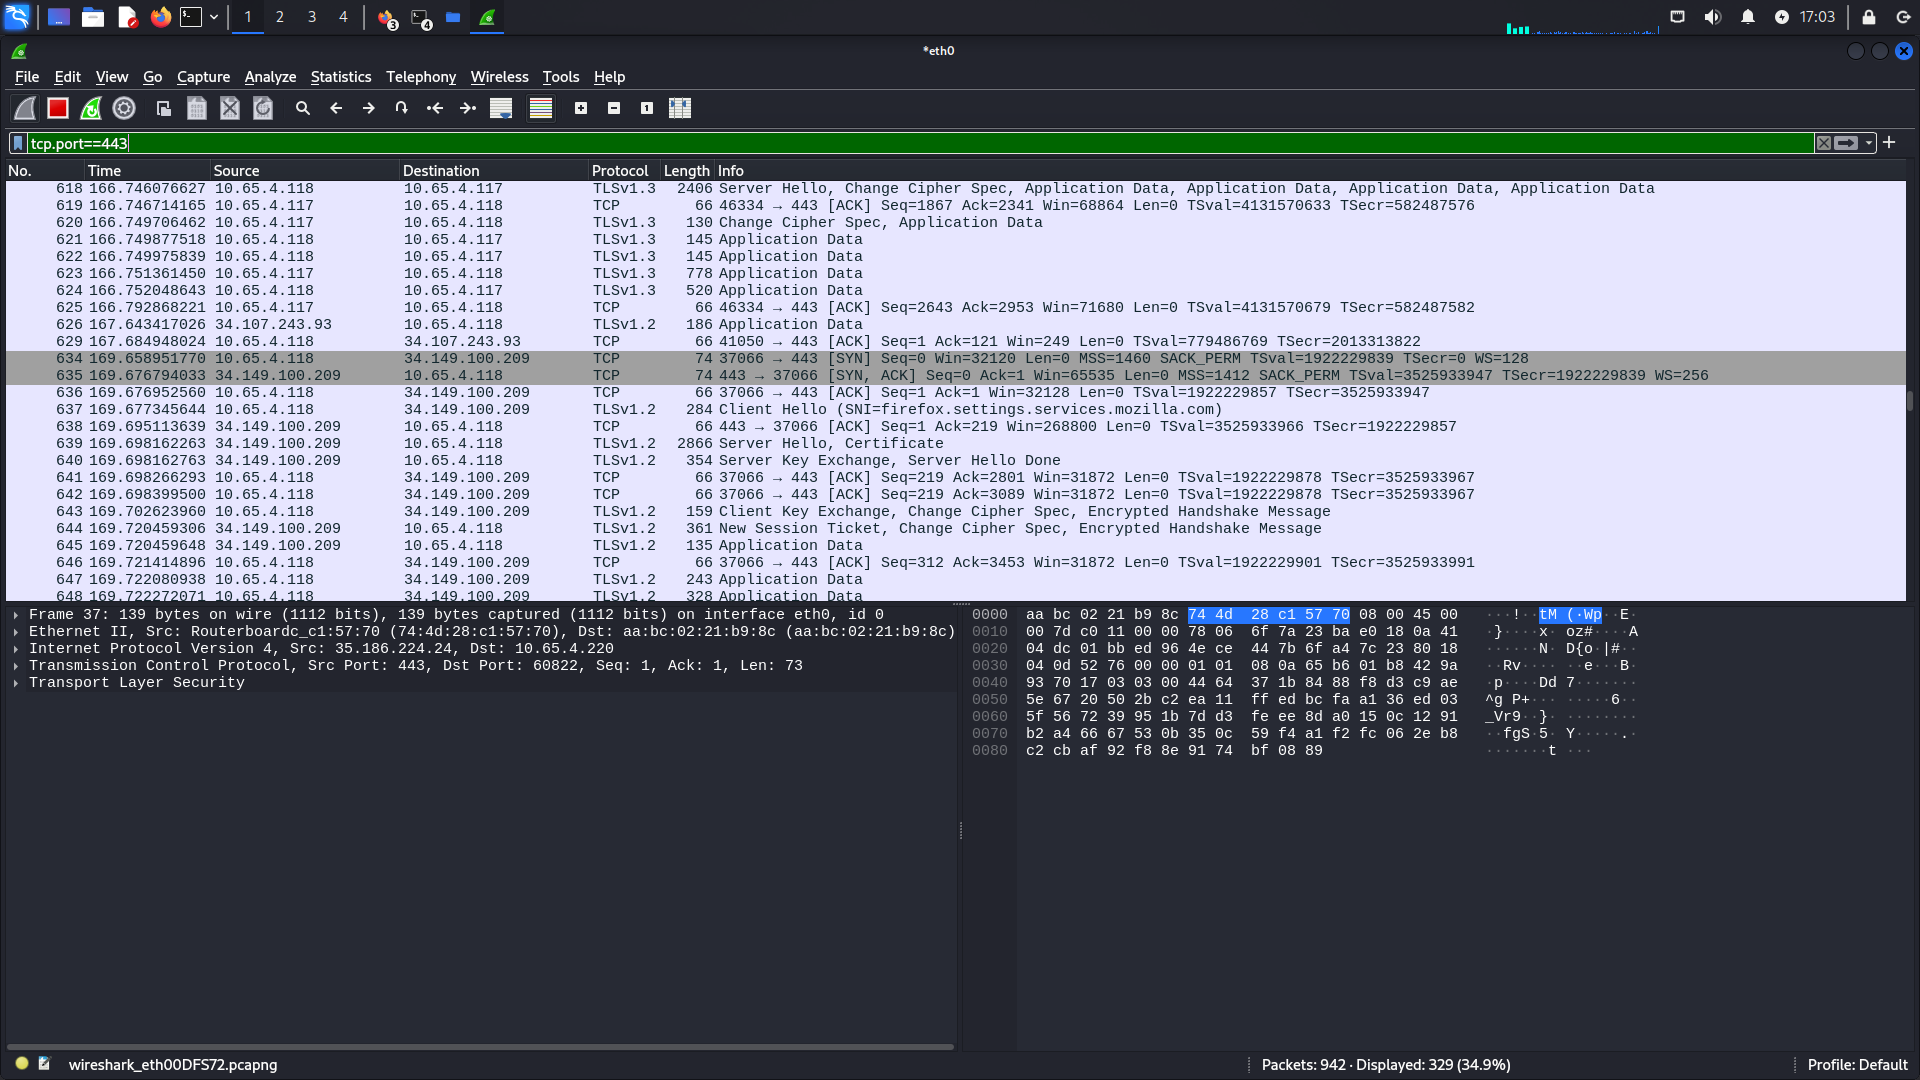 1 2 3 4 3 4 17:03
*eth0
File Edit View Go Capture Analyze Statistics Telephony Wireless Tools Help
tcp.port==443
No. Time Source Destination Protocol Length Info
618 166.746076627 10.65.4.118 10.65.4.117 TLSv1.3 2406 Server Hello, Change Cipher Spec, Application Data, Application Data, Application Data, Application Data
619 166.746714165 10.65.4.117 10.65.4.118 TCP 66 46334 → 443 [ACK] Seq=1867 Ack=2341 Win=68864 Len=0 TSval=4131570633 TSecr=582487576
620 166.749706462 10.65.4.117 10.65.4.118 TLSv1.3 130 Change Cipher Spec, Application Data
621 166.749877518 10.65.4.118 10.65.4.117 TLSv1.3 145 Application Data
622 166.749975839 10.65.4.118 10.65.4.117 TLSv1.3 145 Application Data
623 166.751361450 10.65.4.117 10.65.4.118 TLSv1.3 778 Application Data
624 166.752048643 10.65.4.118 10.65.4.117 TLSv1.3 520 Application Data
625 166.792868221 10.65.4.117 10.65.4.118 TCP 66 46334 → 443 [ACK] Seq=2643 Ack=2953 Win=71680 Len=0 TSval=4131570679 TSecr=582487582
626 167.643417026 34.107.243.93 10.65.4.118 TLSv1.2 186 Application Data
629 167.684948024 10.65.4.118 34.107.243.93 TCP 66 41050 → 443 [ACK] Seq=1 Ack=121 Win=249 Len=0 TSval=779486769 TSecr=2013313822
634 169.658951770 10.65.4.118 34.149.100.209 TCP 74 37066 → 443 [SYN] Seq=0 Win=32120 Len=0 MSS=1460 SACK_PERM TSval=1922229839 TSecr=0 WS=128
635 169.676794033 34.149.100.209 10.65.4.118 TCP 74 443 → 37066 [SYN, ACK] Seq=0 Ack=1 Win=65535 Len=0 MSS=1412 SACK_PERM TSval=3525933947 TSecr=1922229839 WS=256
636 169.676952560 10.65.4.118 34.149.100.209 TCP 66 37066 → 443 [ACK] Seq=1 Ack=1 Win=32128 Len=0 TSval=1922229857 TSecr=3525933947
637 169.677345644 10.65.4.118 34.149.100.209 TLSv1.2 284 Client Hello (SNI=firefox.settings.services.mozilla.com)
638 169.695113639 34.149.100.209 10.65.4.118 TCP 66 443 → 37066 [ACK] Seq=1 Ack=219 Win=268800 Len=0 TSval=3525933966 TSecr=1922229857
639 169.698162263 34.149.100.209 10.65.4.118 TLSv1.2 2866 Server Hello, Certificate
640 169.698162763 34.149.100.209 10.65.4.118 TLSv1.2 354 Server Key Exchange, Server Hello Done
641 169.698266293 10.65.4.118 34.149.100.209 TCP 66 37066 → 443 [ACK] Seq=219 Ack=2801 Win=31872 Len=0 TSval=1922229878 TSecr=3525933967
642 169.698399500 10.65.4.118 34.149.100.209 TCP 66 37066 → 443 [ACK] Seq=219 Ack=3089 Win=31872 Len=0 TSval=1922229878 TSecr=3525933967
643 169.702623960 10.65.4.118 34.149.100.209 TLSv1.2 159 Client Key Exchange, Change Cipher Spec, Encrypted Handshake Message
644 169.720459306 34.149.100.209 10.65.4.118 TLSv1.2 361 New Session Ticket, Change Cipher Spec, Encrypted Handshake Message
645 169.720459648 34.149.100.209 10.65.4.118 TLSv1.2 135 Application Data
646 169.721414896 10.65.4.118 34.149.100.209 TCP 66 37066 → 443 [ACK] Seq=312 Ack=3453 Win=31872 Len=0 TSval=1922229901 TSecr=3525933991
647 169.722080938 10.65.4.118 34.149.100.209 TLSv1.2 243 Application Data
648 169.722272071 10.65.4.118 34.149.100.209 TLSv1.2 328 Application Data
Frame 37: 139 bytes on wire (1112 bits), 139 bytes captured (1112 bits) on interface eth0, id 0
Ethernet II, Src: Routerboardc_c1:57:70 (74:4d:28:c1:57:70), Dst: aa:bc:02:21:b9:8c (aa:bc:02:21:b9:8c)
Internet Protocol Version 4, Src: 35.186.224.24, Dst: 10.65.4.220
Transmission Control Protocol, Src Port: 443, Dst Port: 60822, Seq: 1, Ack: 1, Len: 73
Transport Layer Security
0000 aa bc 02 21 b9 8c 74 4d 28 c1 57 70 08 00 45 00 ···!··tM (·Wp··E·
0010 00 7d c0 11 00 00 78 06 6f 7a 23 ba e0 18 0a 41 ·}····x· oz#····A
0020 04 dc 01 bb ed 96 4e ce 44 7b 6f a4 7c 23 80 18 ······N· D{o·|#··
0030 04 0d 52 76 00 00 01 01 08 0a 65 b6 01 b8 42 9a ··Rv···· ··e···B·
0040 93 70 17 03 03 00 44 64 37 1b 84 88 f8 d3 c9 ae ·p····Dd 7·······
0050 5e 67 20 50 2b c2 ea 11 ff ed bc fa a1 36 ed 03 ^g P+··· ·····6··
0060 5f 56 72 39 95 1b 7d d3 fe ee 8d a0 15 0c 12 91 _Vr9··}· ········
0070 b2 a4 66 67 53 0b 35 0c 59 f4 a1 f2 fc 06 2e b8 ··fgS·5· Y·····.·
0080 c2 cb af 92 f8 8e 91 74 bf 08 89 ·······t ···
wireshark_eth00DFS72.pcapng Packets: 942 · Displayed: 329 (34.9%) Profile: Default